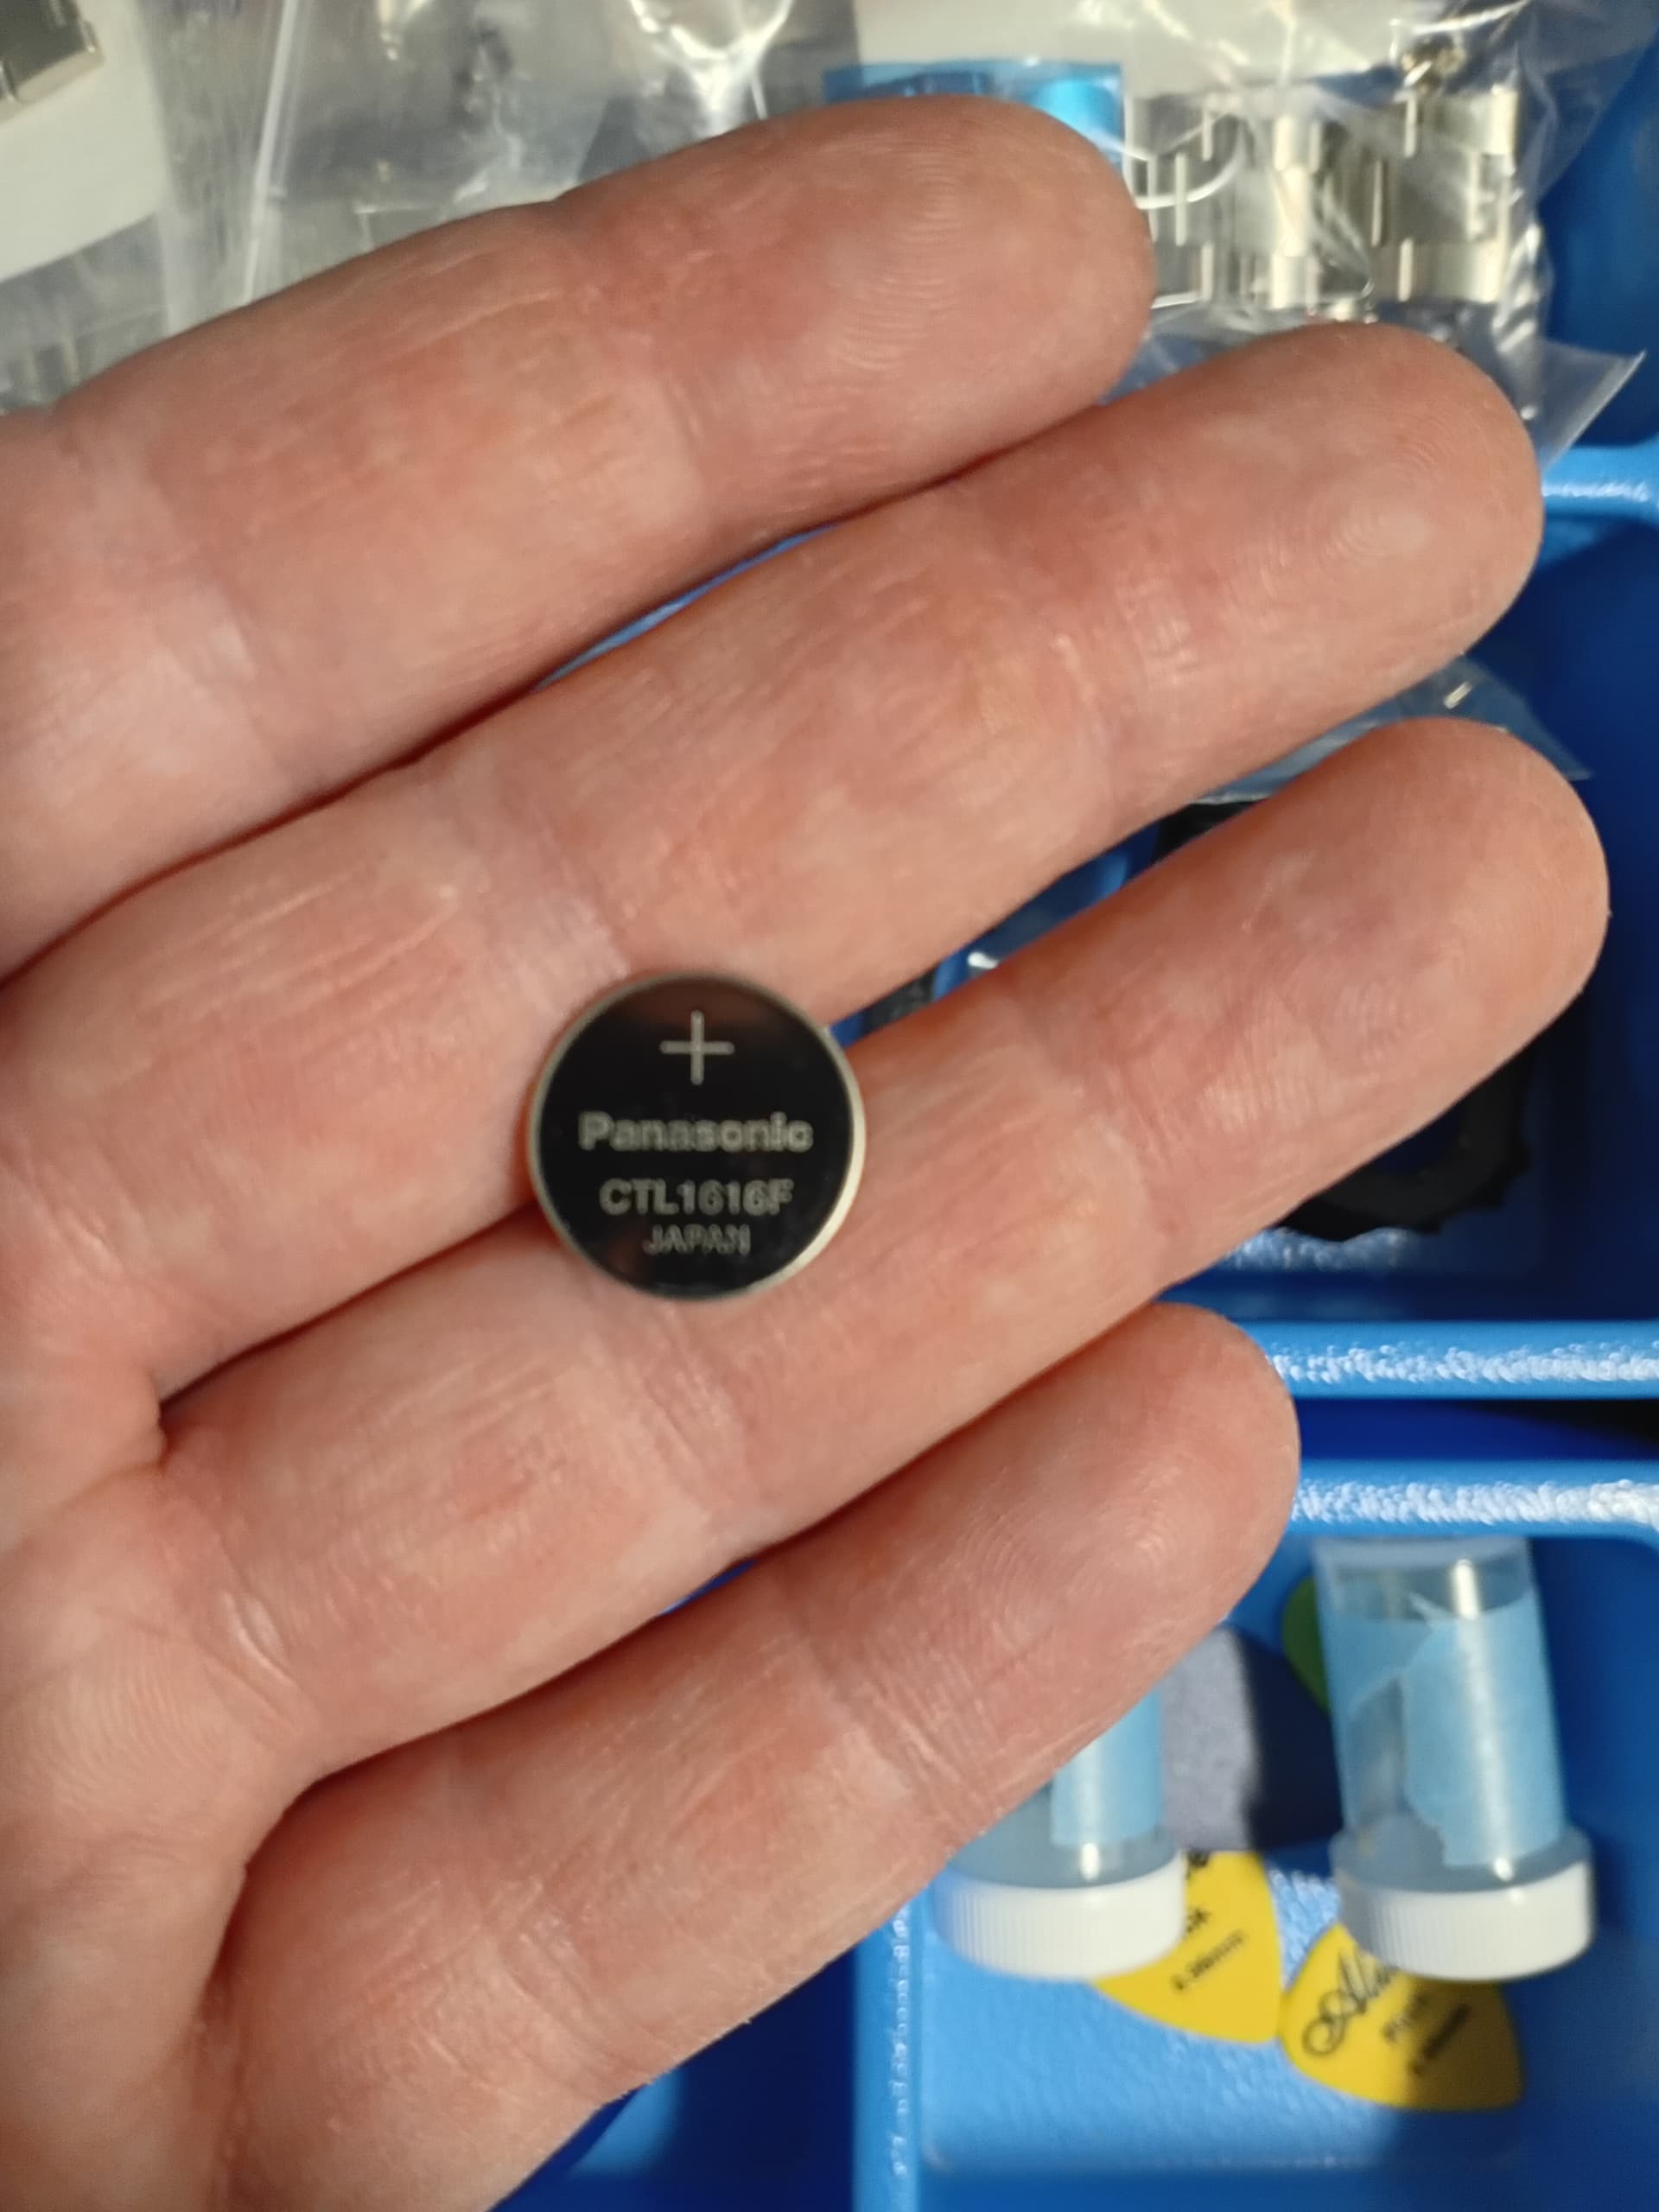 +
Panasonic
CTL1616F
JAPAN